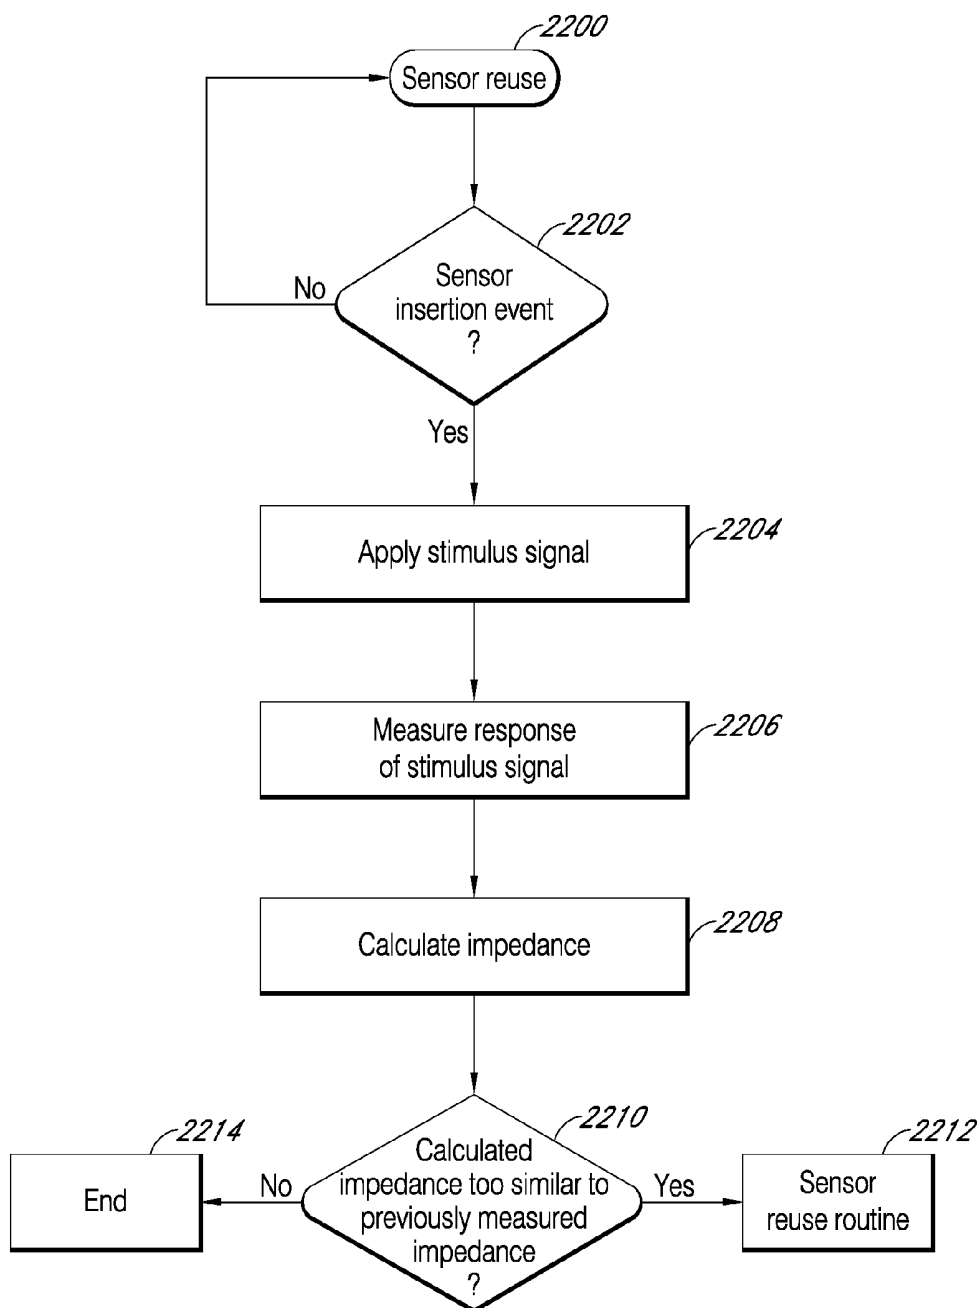 2200
Sensor reuse
2202
Sensor
insertion event
?
No
Yes
2204
Apply stimulus signal
2206
Measure response
of stimulus signal
2208
Calculate impedance
2210
Calculated
impedance too similar to
previously measured
impedance
?
No
2214
End
Yes
2212
Sensor
reuse routine